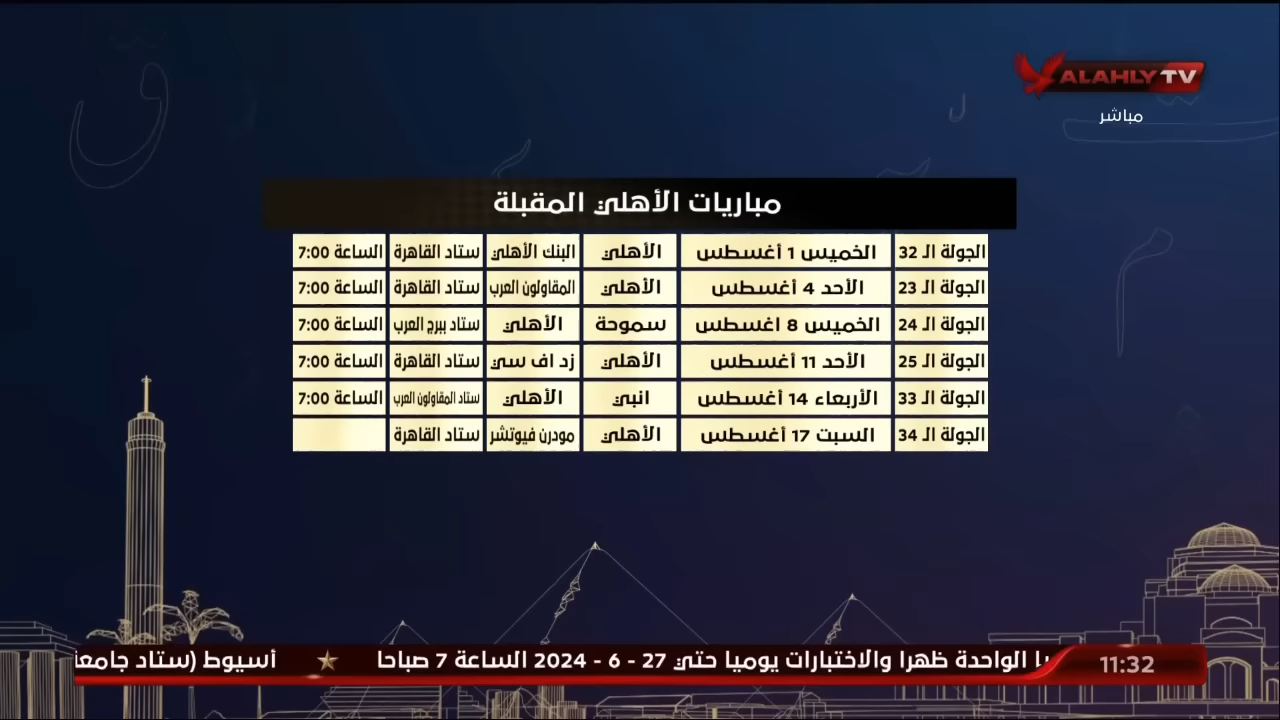 ALAHLY TV
مباشر
مباريات الأهلي المقبلة
الجولة الـ 32 الخميس 1 أغسطس الأهلي البنك الأهلي ستاد القاهرة الساعة 7:00
الجولة الـ 23 الأحد 4 أغسطس الأهلي المقاولون العرب ستاد القاهرة الساعة 7:00
الجولة الـ 24 الخميس 8 اغسطس سموحة الأهلي ستاد ببرج العرب الساعة 7:00
الجولة الـ 25 الأحد 11 أغسطس الأهلي زد اف سي ستاد القاهرة الساعة 7:00
الجولة الـ 33 الأربعاء 14 أغسطس انبي الأهلي ستاد المقاولون العرب الساعة 7:00
الجولة الـ 34 السبت 17 أغسطس الأهلي مودرن فيوتشر ستاد القاهرة
11:32 الواحدة ظهرا والاختبارات يوميا حتي 27 - 6 - 2024 الساعة 7 صباحا ★ أسيوط (ستاد